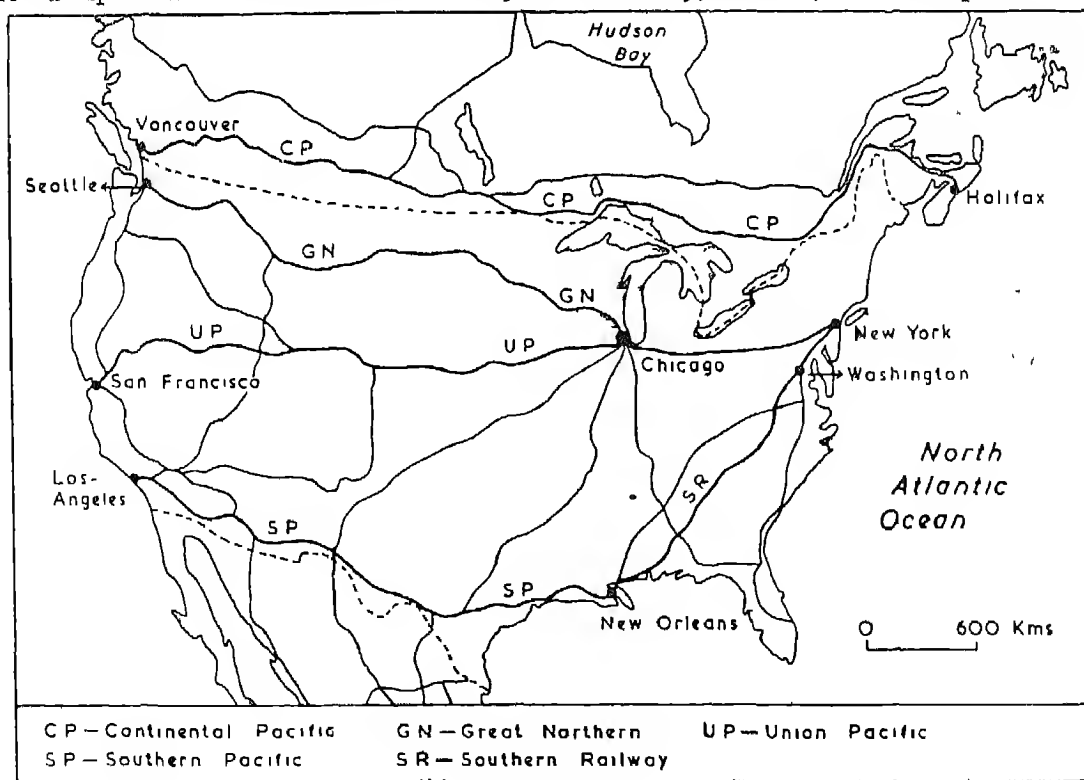 Hudson
Bay
Vancouver
CP
Seattle
CP
CP
Halifax
GN
GN
UP
UP
New York
San Francisco
Chicago
Washington
Los-
Angeles
North
Atlantic
Ocean
SR
SP
SP
New Orleans
0 600 Kms
CP–Continental Pacific GN–Great Northern UP–Union Pacific
SP–Southern Pacific SR–Southern Railway